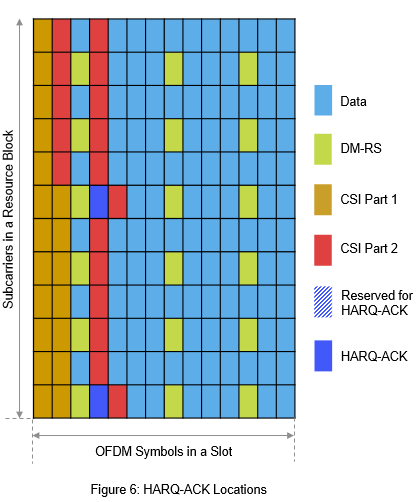 Subcarriers in a Resource Block
Data
DM-RS
CSI Part 1
CSI Part 2
Reserved for
HARQ-ACK
HARQ-ACK
OFDM Symbols in a Slot
Figure 6: HARQ-ACK Locations